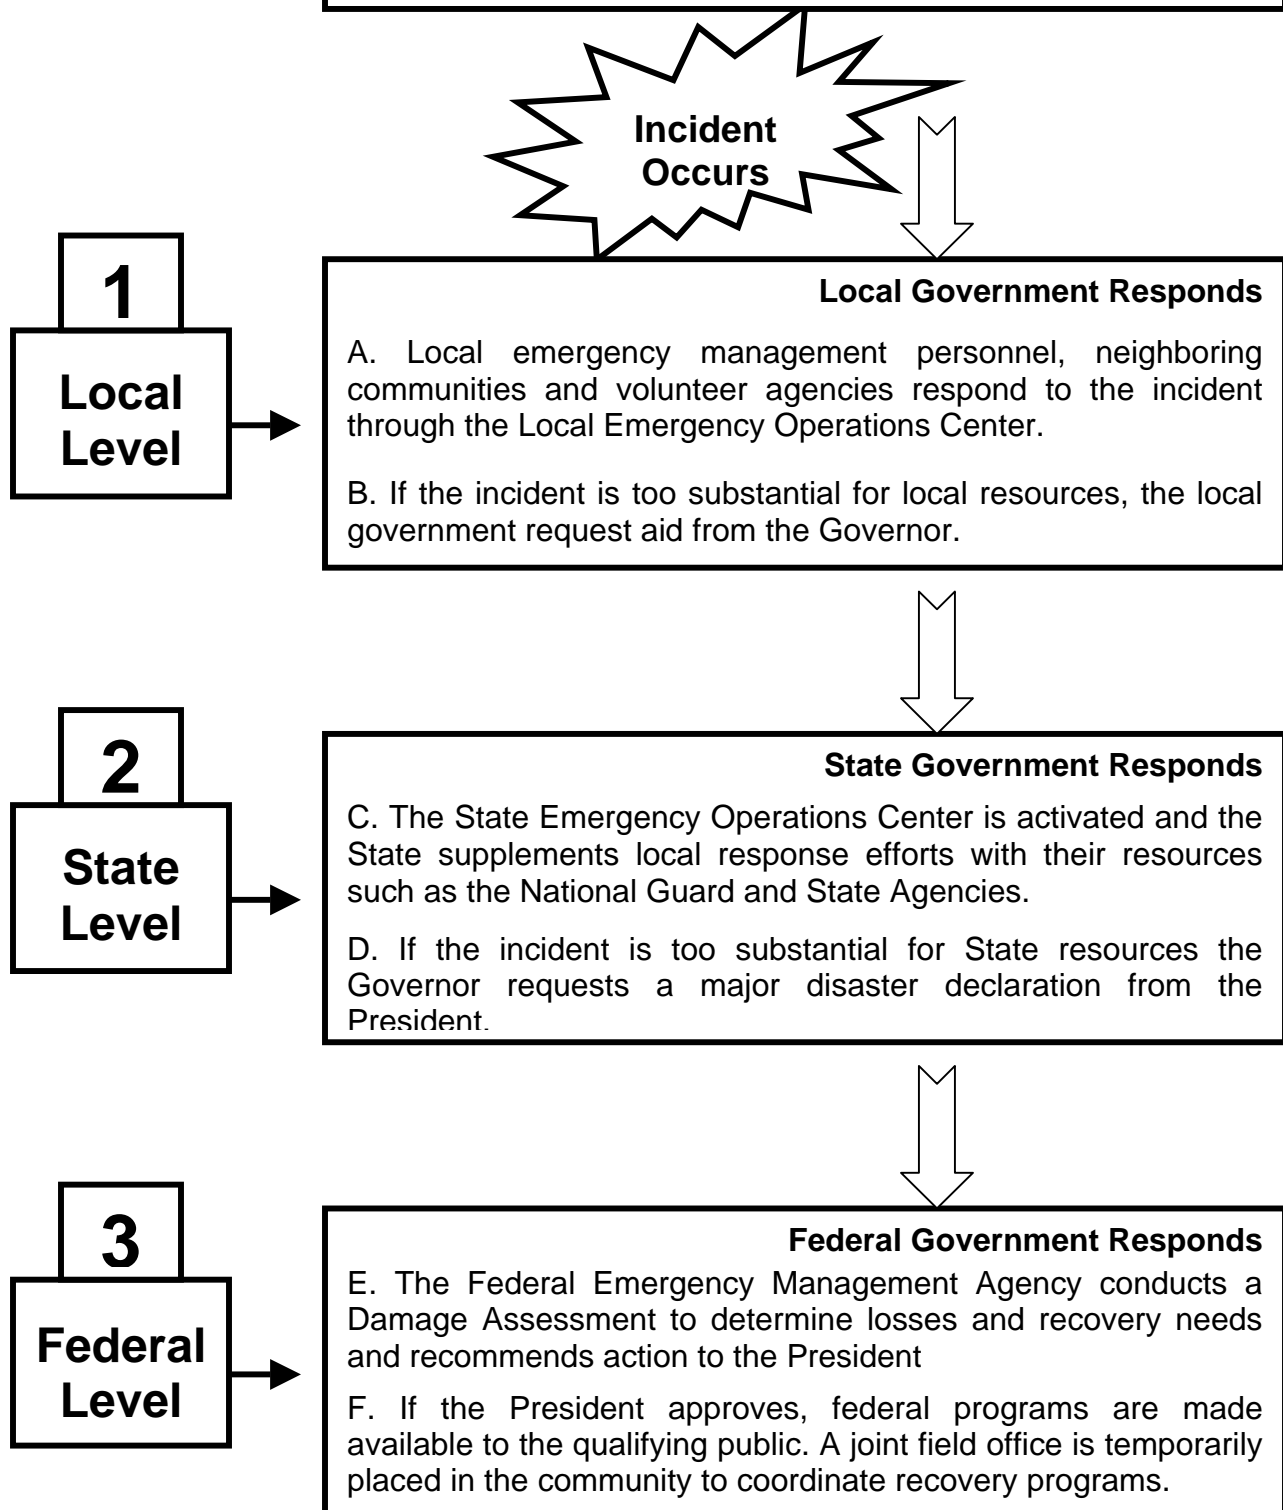 Incident
Occurs
1
Local
Level
Local Government Responds
A. Local emergency management personnel, neighboring
communities and volunteer agencies respond to the incident
through the Local Emergency Operations Center.
B. If the incident is too substantial for local resources, the local
government request aid from the Governor.
2
State
Level
State Government Responds
C. The State Emergency Operations Center is activated and the
State supplements local response efforts with their resources
such as the National Guard and State Agencies.
D. If the incident is too substantial for State resources the
Governor requests a major disaster declaration from the
President.
3
Federal
Level
Federal Government Responds
E. The Federal Emergency Management Agency conducts a
Damage Assessment to determine losses and recovery needs
and recommends action to the President
F. If the President approves, federal programs are made
available to the qualifying public. A joint field office is temporarily
placed in the community to coordinate recovery programs.